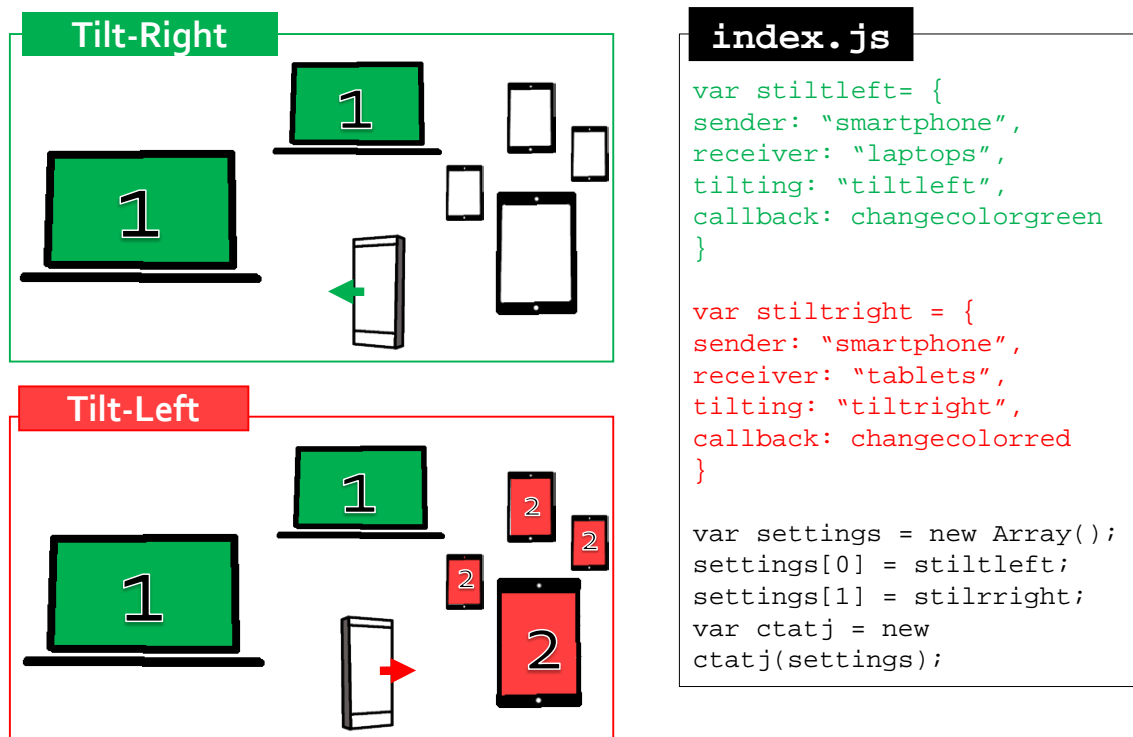 Tilt-Right
1
1
Tilt-Left
1
1
2
2
2
2
index.js
var stiltleft= {
sender: “smartphone”,
receiver: “laptops”,
tilting: “tiltleft”,
callback: changecolorgreen
}
var stiltright = {
sender: “smartphone”,
receiver: “tablets”,
tilting: “tiltright”,
callback: changecolorred
}
var settings = new Array();
settings[0] = stiltleft;
settings[1] = stilrright;
var ctatj = new
ctatj(settings);